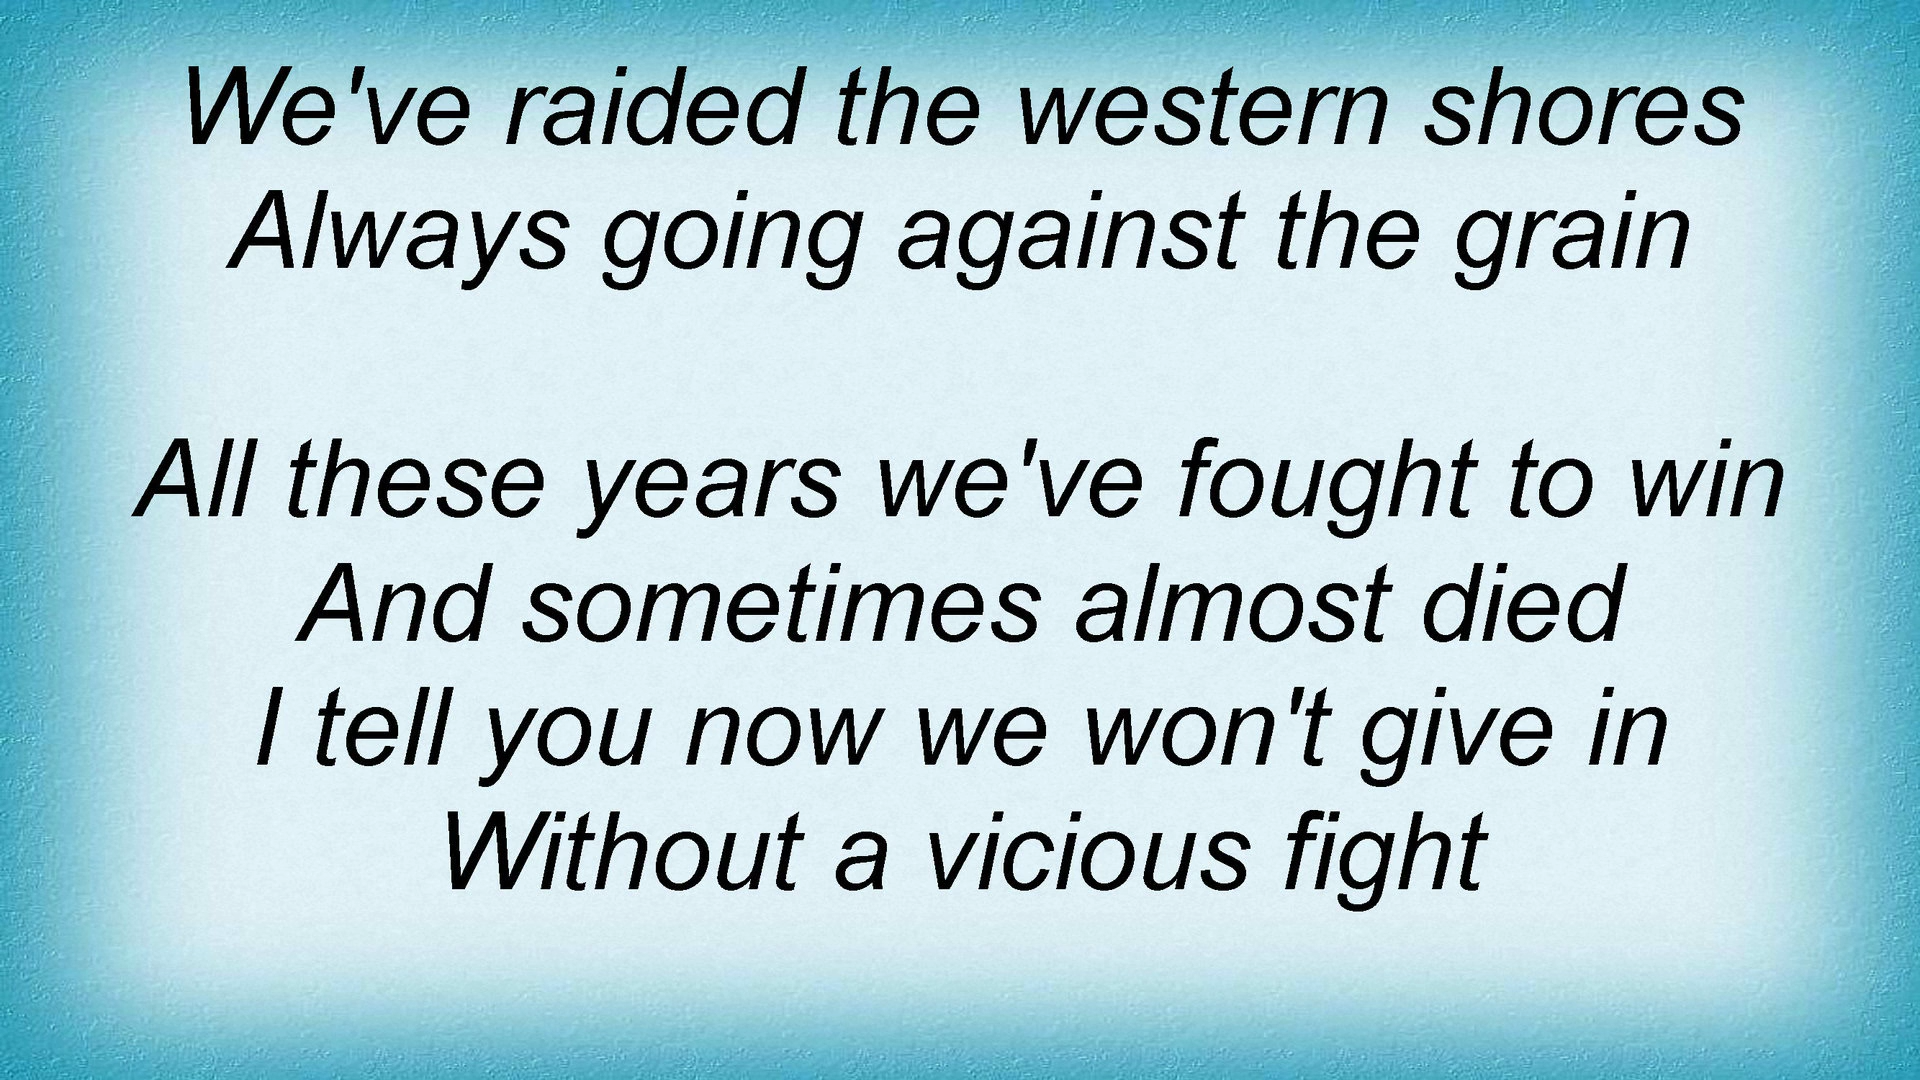 We've raided the western shores
Always going against the grain
All these years we've fought to win
And sometimes almost died
I tell you now we won't give in
Without a vicious fight